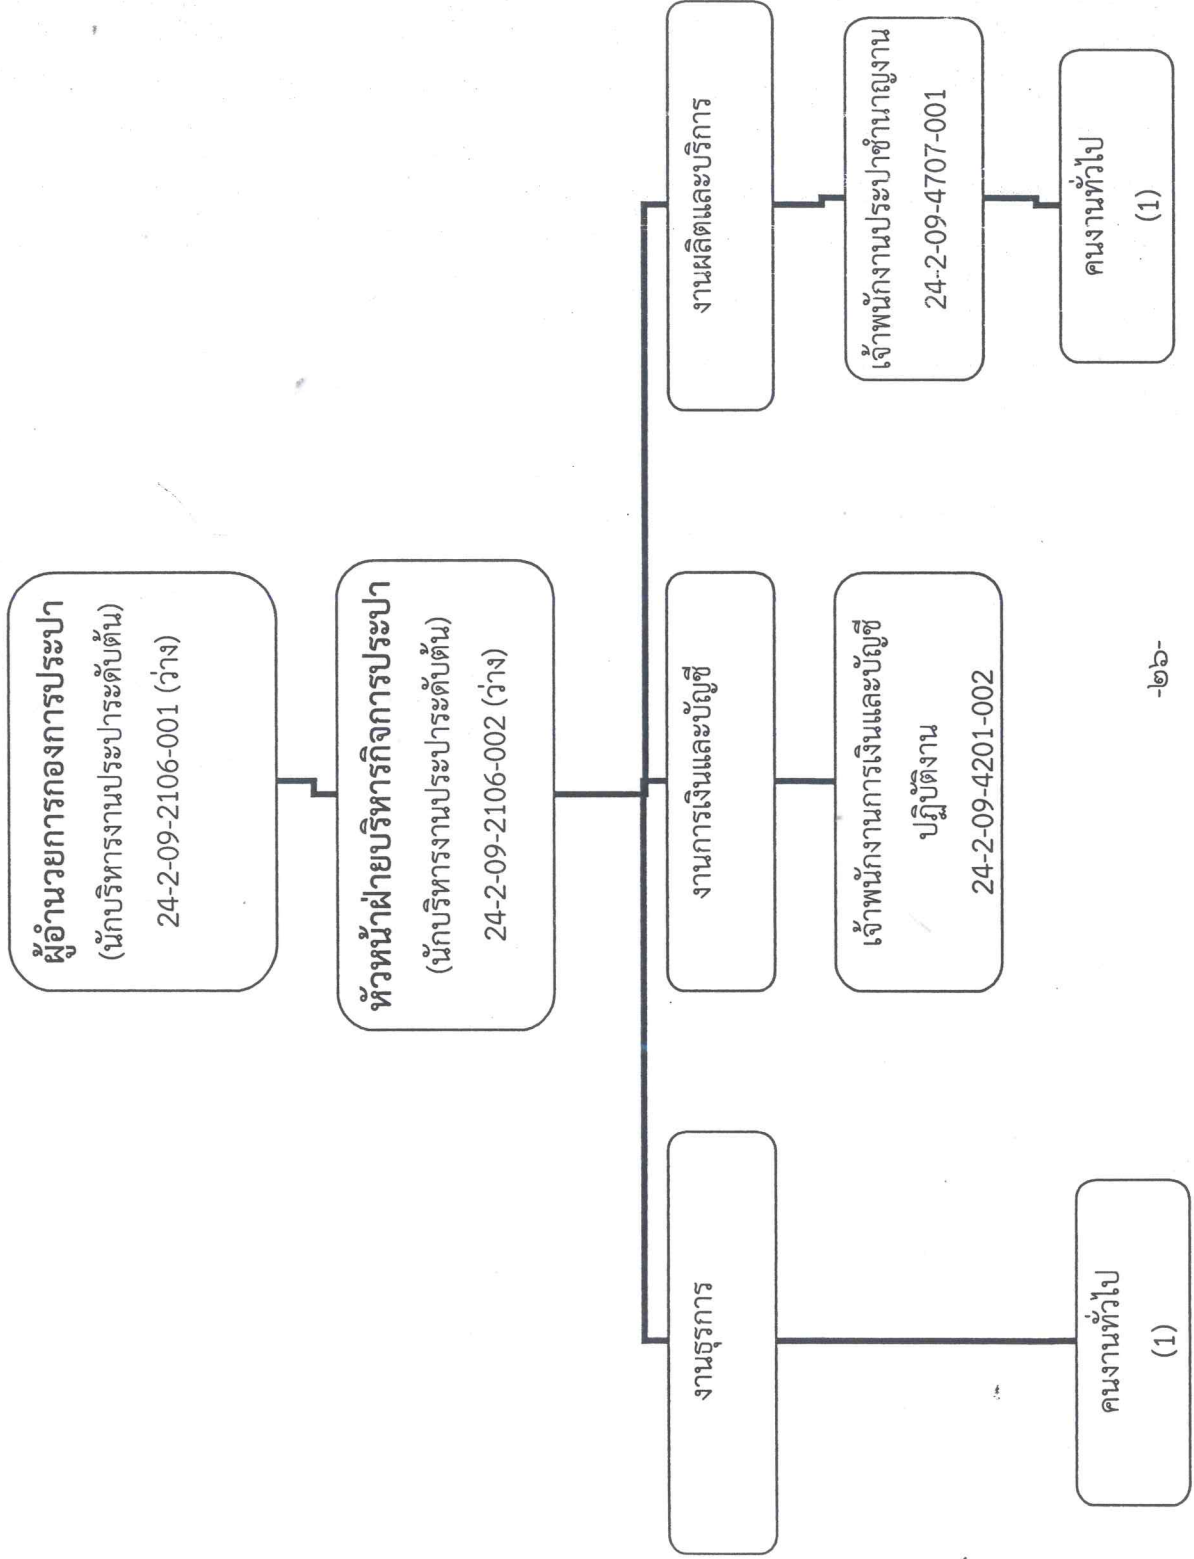 ผู้อำนวยการกองการประปา
(นักบริหารงานประปาระดับต้น)
24-2-09-2106-001 (ว่าง)
หัวหน้าฝ่ายบริหารกิจการประปา
(นักบริหารงานประปาระดับต้น)
24-2-09-2106-002 (ว่าง)
งานธุรการ
คนงานทั่วไป
(1)
งานการเงินและบัญชี
เจ้าพนักงานการเงินและบัญชี
ปฏิบัติงาน
24-2-09-4201-002
งานผลิตและบริการ
เจ้าพนักงานประปาชำนาญงาน
24-2-09-4707-001
คนงานทั่วไป
(1)
-๒๖-